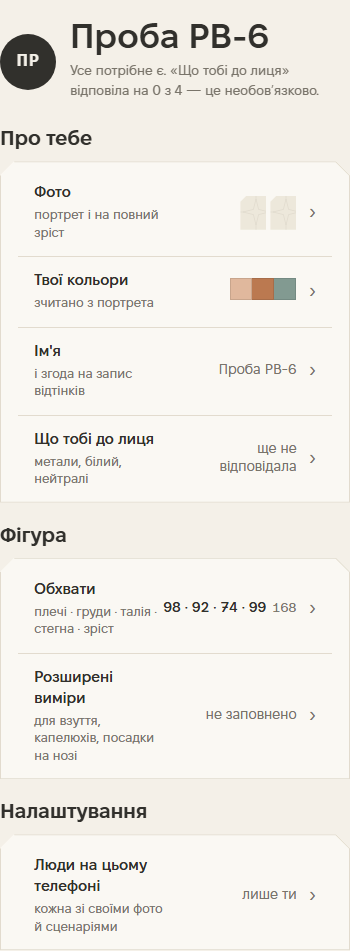 ПР
Проба РВ-6
Усе потрібне є. «Що тобі до лиця»
відповіла на 0 з 4 — це необов'язково.
Про тебе
Фото
портрет і на повний
зріст
Твої кольори
зчитано з портрета
Ім'я
і згода на запис
відтінків
Проба РВ-6
Що тобі до лиця
метали, білий,
нейтралі
ще не
відповідала
Фігура
Обхвати
плечі · груди · талія ·
стегна · зріст
98 · 92 · 74 · 99 168
Розширені
виміри
для взуття,
капелюхів, посадки
на нозі
не заповнено
Налаштування
Люди на цьому
телефоні
кожна зі своїми фото
й сценаріями
лише ти